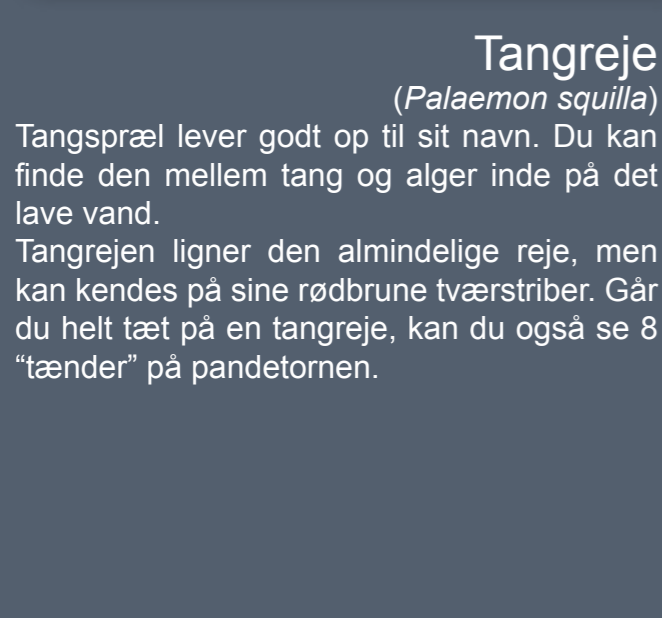 Tangreje
(Palaemon squilla)
Tangspræl lever godt op til sit navn. Du kan
finde den mellem tang og alger inde på det
lave vand.
Tangrejen ligner den almindelige reje, men
kan kendes på sine rødbrune tværstriber. Går
du helt tæt på en tangreje, kan du også se 8
“tænder” på pandetornen.